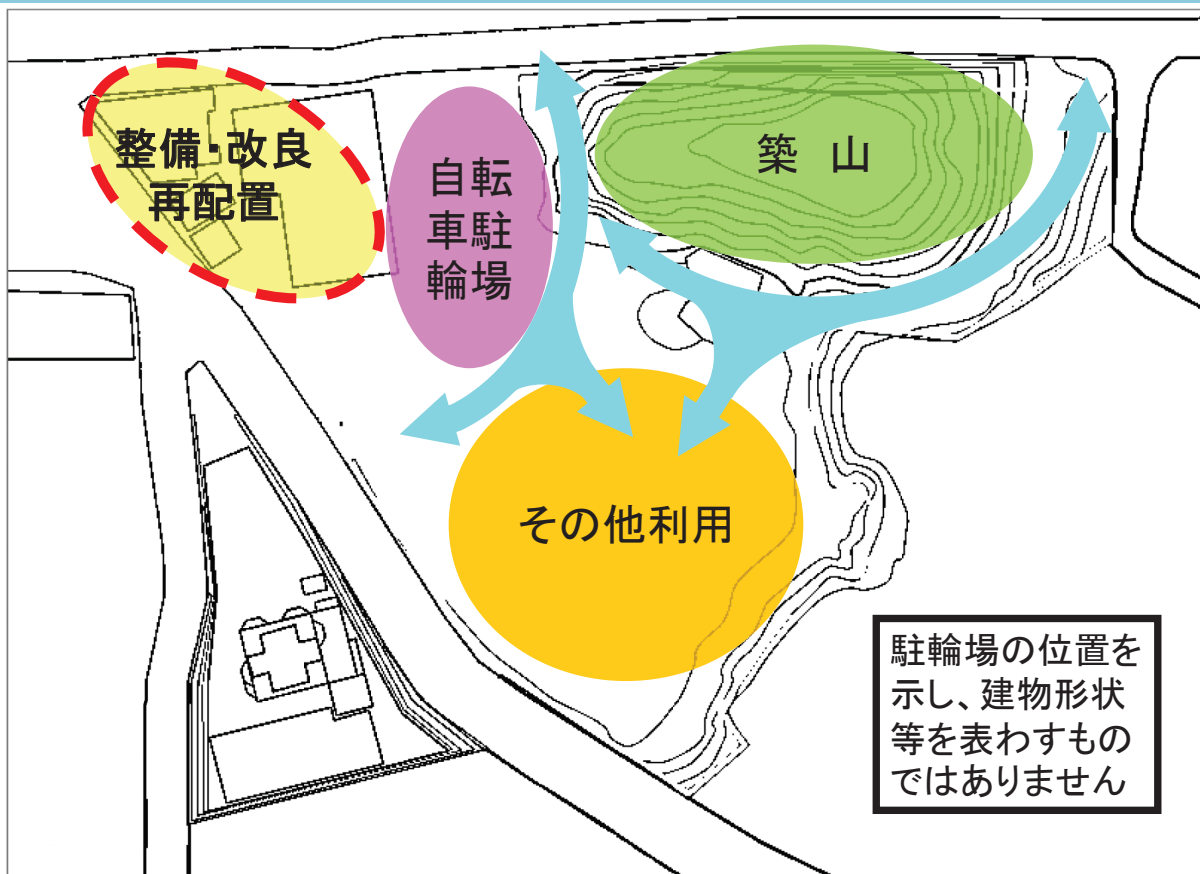 整備・改良
再配置
自転
車駐
輪場
築 山
その他利用
駐輪場の位置を
示し、建物形状
等を表わすもの
ではありません